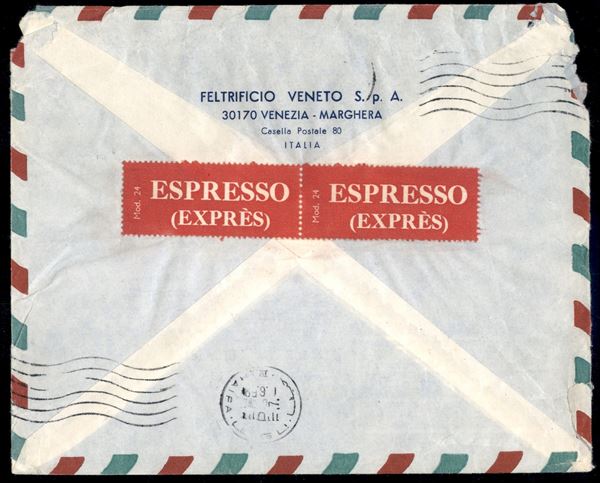 FELTRIFICIO VENETO S. p. A.
30170 VENEZIA - MARGHERA
Casella Postale 80
ITALIA
Mod. 24
ESPRESSO
(EXPRÈS)
Mod. 24
ESPRESSO
(EXPRÈS)